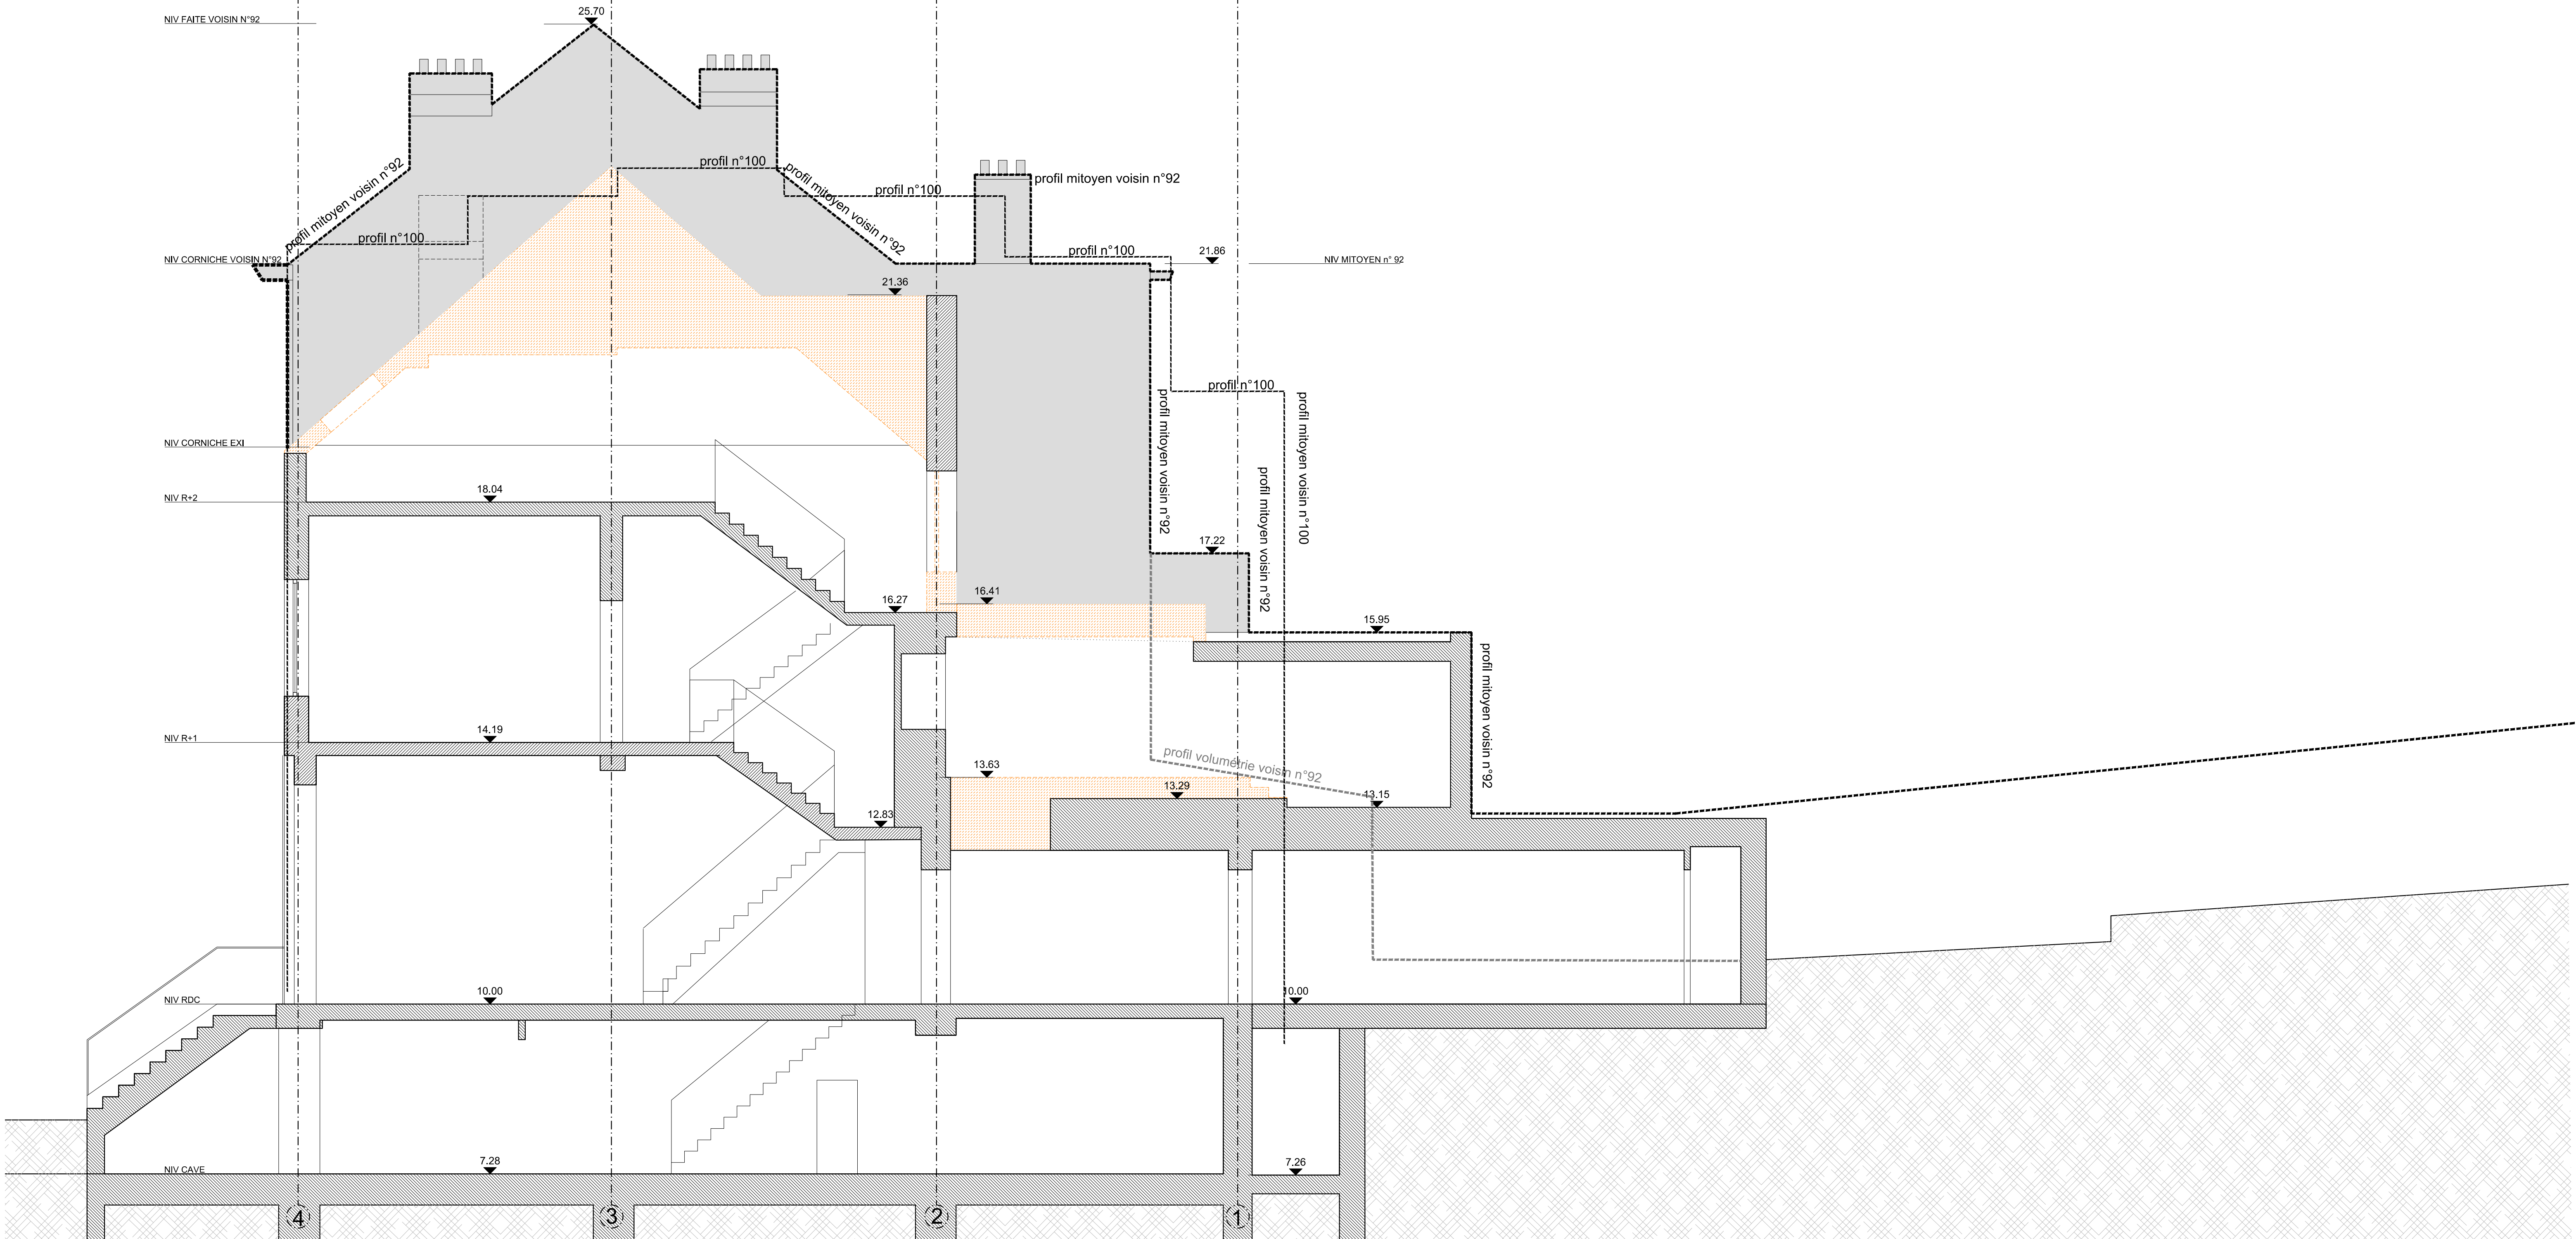 25.70
NIV FAITE VOISIN N°92
profil mitoyen voisin n°92
profil n°100
profil mitoyen voisin n°92
profil n°100
profil mitoyen voisin n°92
profil n°100
profil n°100
NIV CORNICHE VOISIN N°92
21.86
NIV MITOYEN n° 92
21.36
profil n°100
profil mitoyen voisin n°92
profil mitoyen voisin n°100
NIV CORNICHE EXI
profil mitoyen voisin n°92
NIV R+2
18.04
17.22
16.41
16.27
15.95
profil mitoyen voisin n°92
NIV R+1
14.19
profil volumétrie voisin n°92
13.63
13.29
13.15
12.83
NIV RDC
10.00
10.00
NIV CAVE
7.28
7.26
4
3
2
1